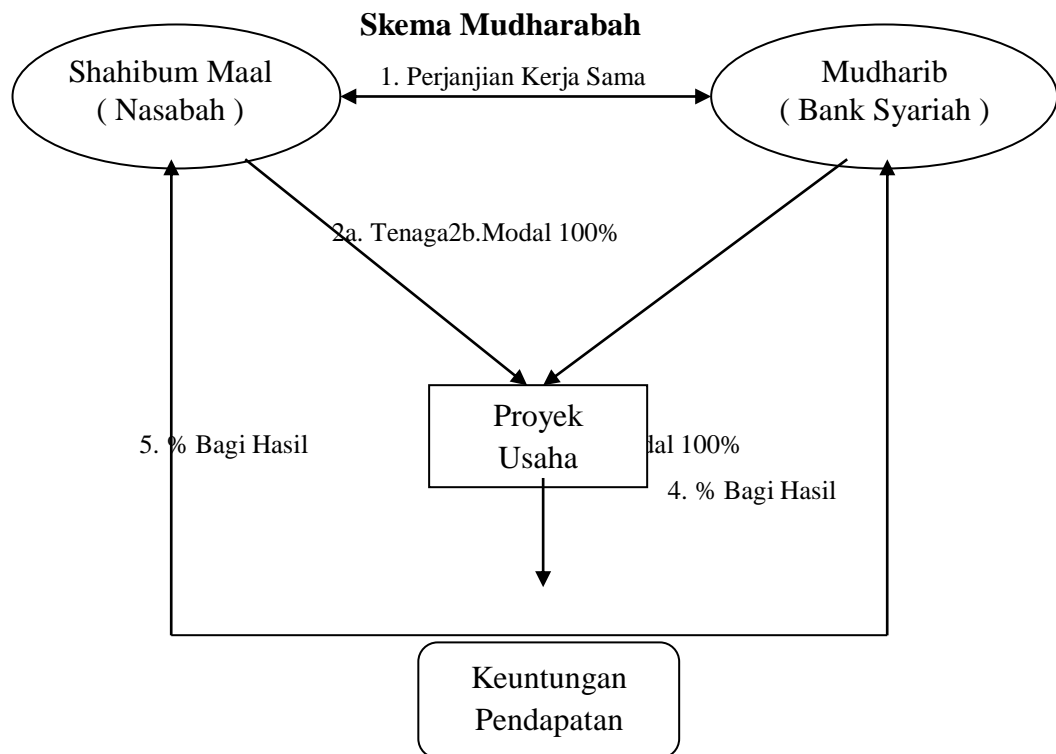 Skema Mudharabah
Shahibum Maal
( Nasabah )
1. Perjanjian Kerja Sama
Mudharib
( Bank Syariah )
2a. Tenaga2b.Modal 100%
Proyek
Usaha
5. % Bagi Hasil
dal 100%
4. % Bagi Hasil
Keuntungan
Pendapatan